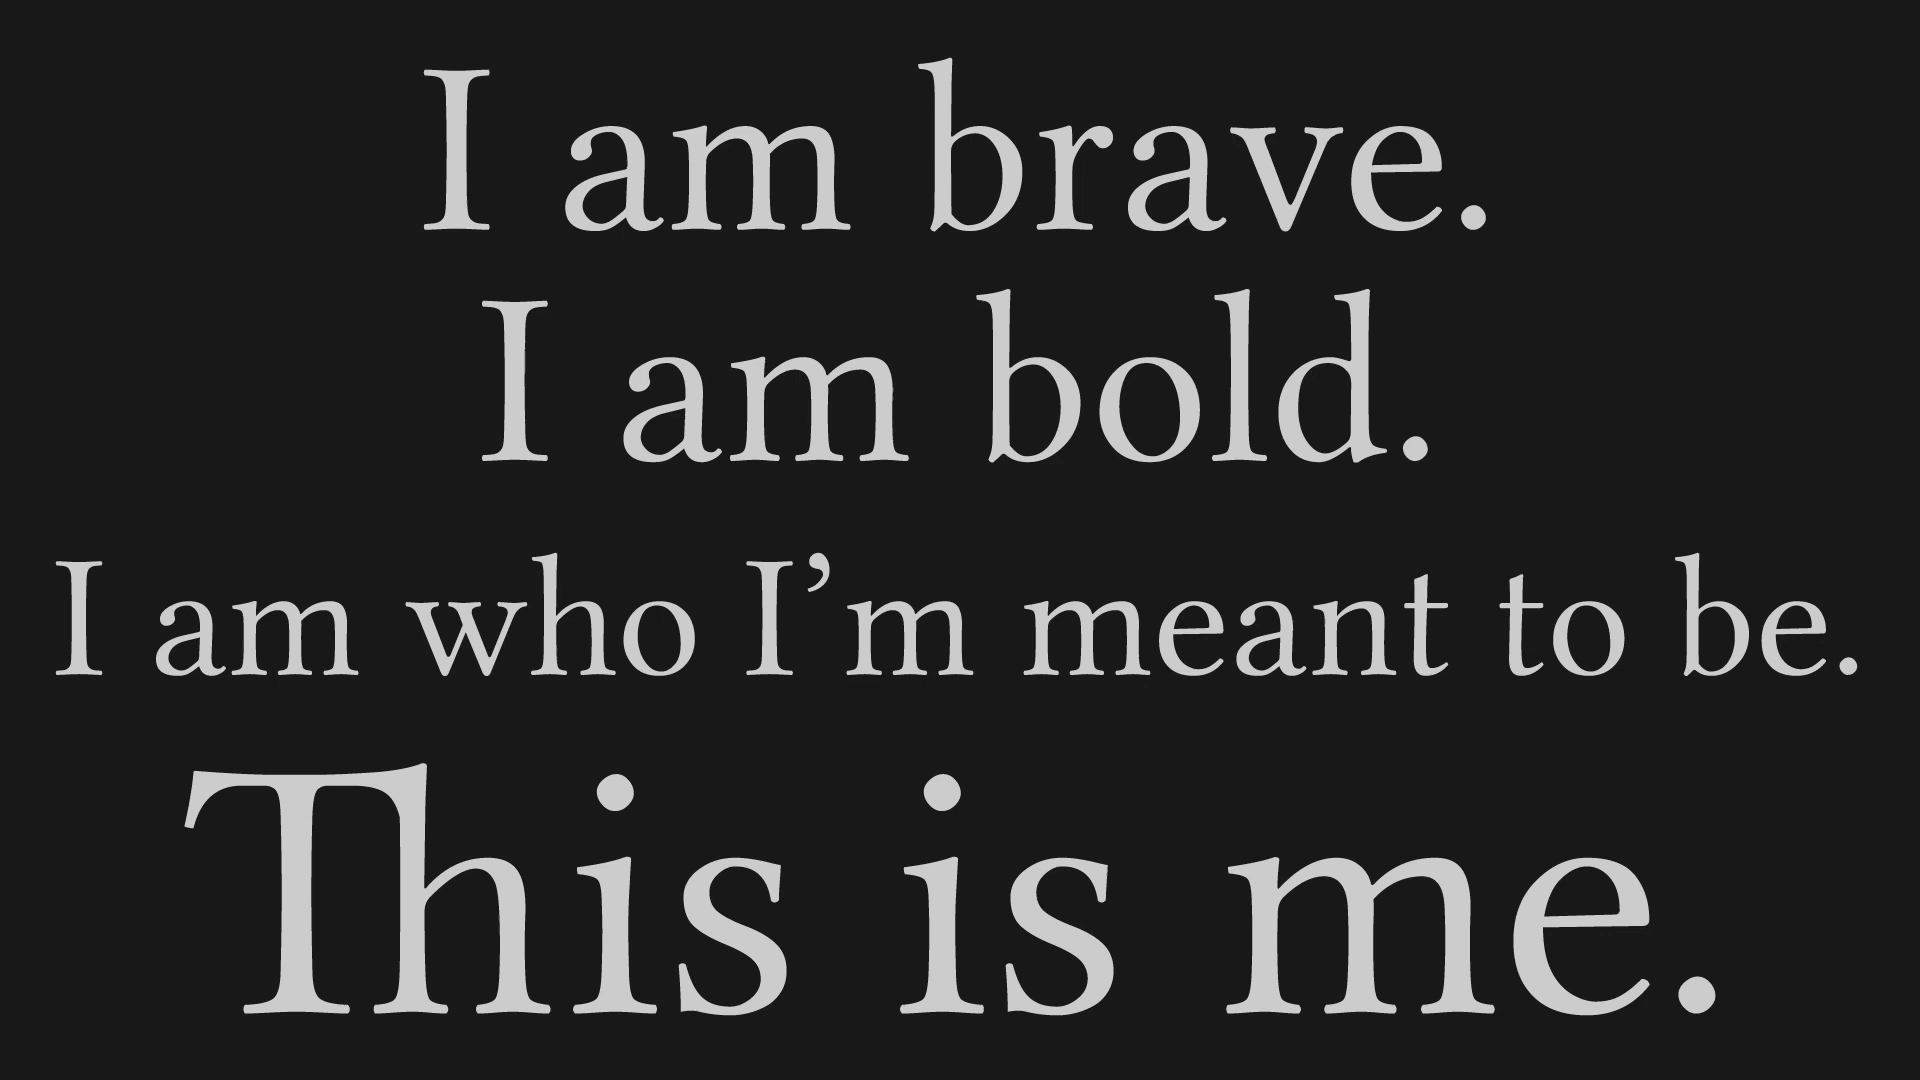 I am brave.
I am bold.
I am who I’m meant to be.
This is me.